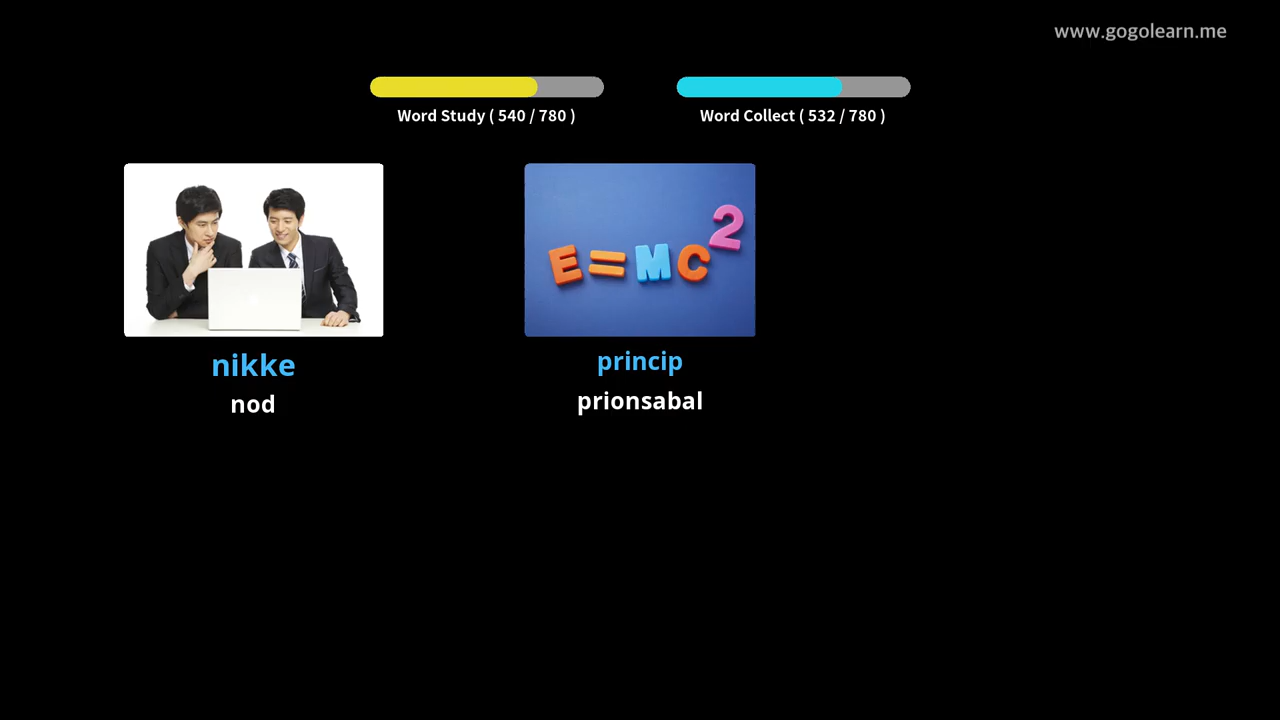 www.gogolearn.me
Word Study ( 540 / 780 )
Word Collect ( 532 / 780 )
E=MC2
nikke
nod
princip
prionsabal